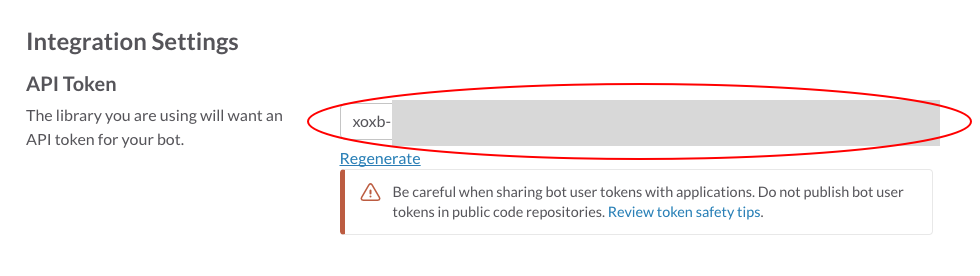 Integration Settings
API Token
The library you are using will want an
API token for your bot.
xoxb-
Regenerate
Be careful when sharing bot user tokens with applications. Do not publish bot user
tokens in public code repositories. Review token safety tips.